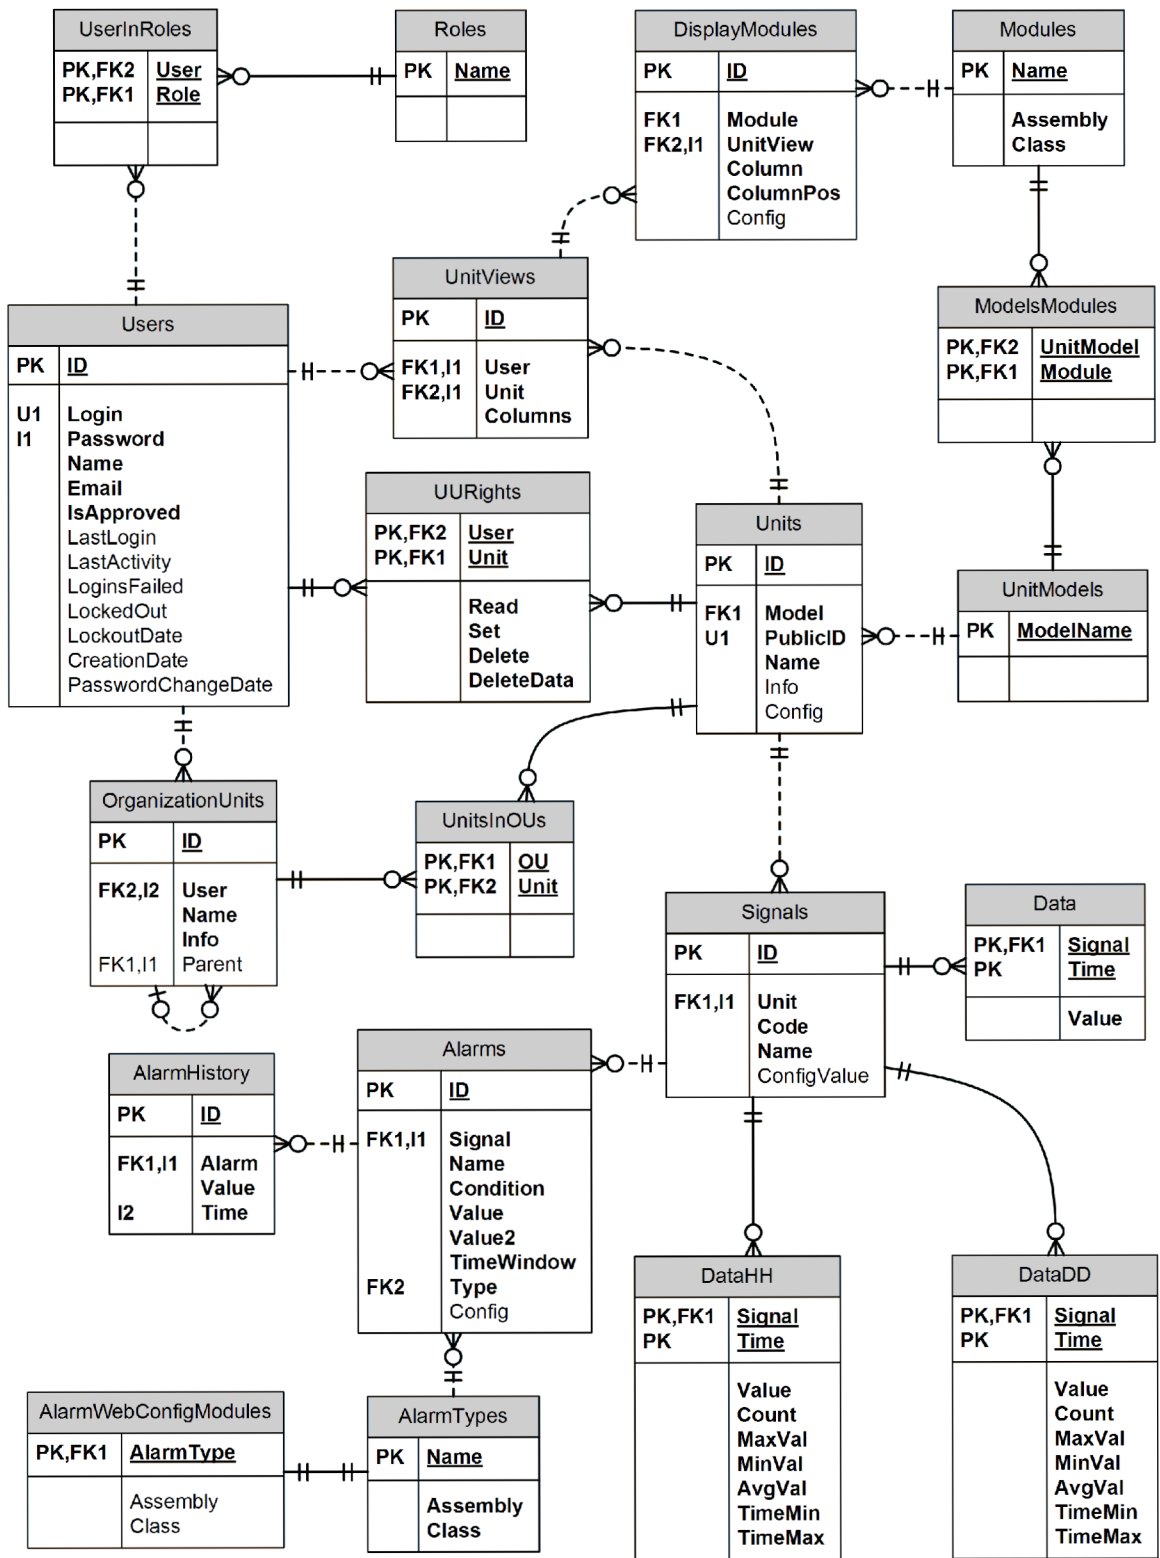 UserInRoles
PK,FK2 User
PK,FK1 Role
Roles
PK Name
DisplayModules
PK ID
FK1 Module
FK2,I1 UnitView
Column
ColumnPos
Config
Modules
PK Name
Assembly
Class
UnitViews
PK ID
FK1,I1 User
FK2,I1 Unit
Columns
ModelsModules
PK,FK2 UnitModel
PK,FK1 Module
Users
PK ID
U1 Login
I1 Password
Name
Email
IsApproved
LastLogin
LastActivity
LoginsFailed
LockedOut
LockoutDate
CreationDate
PasswordChangeDate
UURights
PK,FK2 User
PK,FK1 Unit
Read
Set
Delete
DeleteData
Units
PK ID
FK1 Model
U1 PublicID
Name
Info
Config
UnitModels
PK ModelName
OrganizationUnits
PK ID
FK2,I2 User
Name
Info
FK1,I1 Parent
UnitsInOUs
PK,FK1 OU
PK,FK2 Unit
Signals
PK ID
FK1,I1 Unit
Code
Name
ConfigValue
Data
PK,FK1 Signal
PK Time
Value
AlarmHistory
PK ID
FK1,I1 Alarm
Value
I2 Time
Alarms
PK ID
FK1,I1 Signal
Name
Condition
Value
Value2
TimeWindow
FK2 Type
Config
DataHH
PK,FK1 Signal
PK Time
Value
Count
MaxVal
MinVal
AvgVal
TimeMin
TimeMax
DataDD
PK,FK1 Signal
PK Time
Value
Count
MaxVal
MinVal
AvgVal
TimeMin
TimeMax
AlarmWebConfigModules
PK,FK1 AlarmType
Assembly
Class
AlarmTypes
PK Name
Assembly
Class